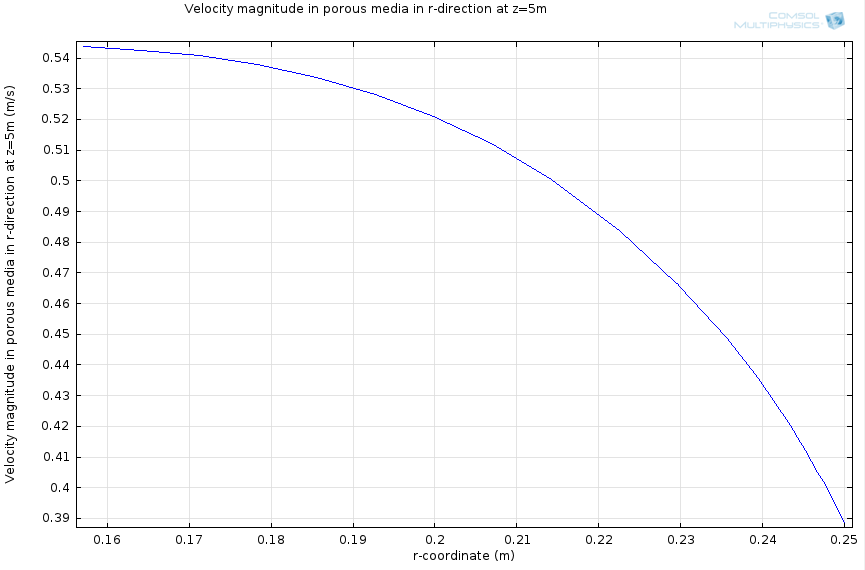 Velocity magnitude in porous media in r-direction at z=5m
COMSOL
MULTIPHYSICS
Velocity magnitude in porous media in r-direction at z=5m (m/s)
0.54
0.53
0.52
0.51
0.5
0.49
0.48
0.47
0.46
0.45
0.44
0.43
0.42
0.41
0.4
0.39
0.16 0.17 0.18 0.19 0.2 0.21 0.22 0.23 0.24 0.25
r-coordinate (m)